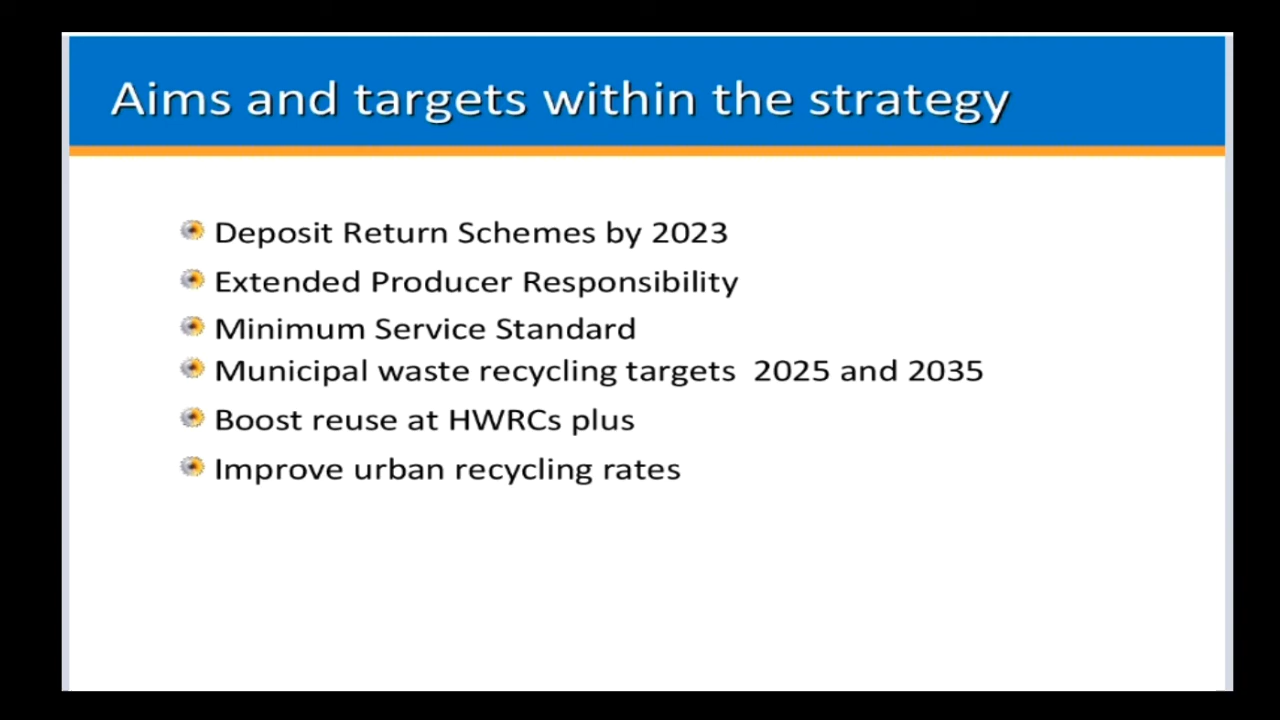 Aims and targets within the strategy
Deposit Return Schemes by 2023
Extended Producer Responsibility
Minimum Service Standard
Municipal waste recycling targets  2025 and 2035
Boost reuse at HWRCs plus
Improve urban recycling rates